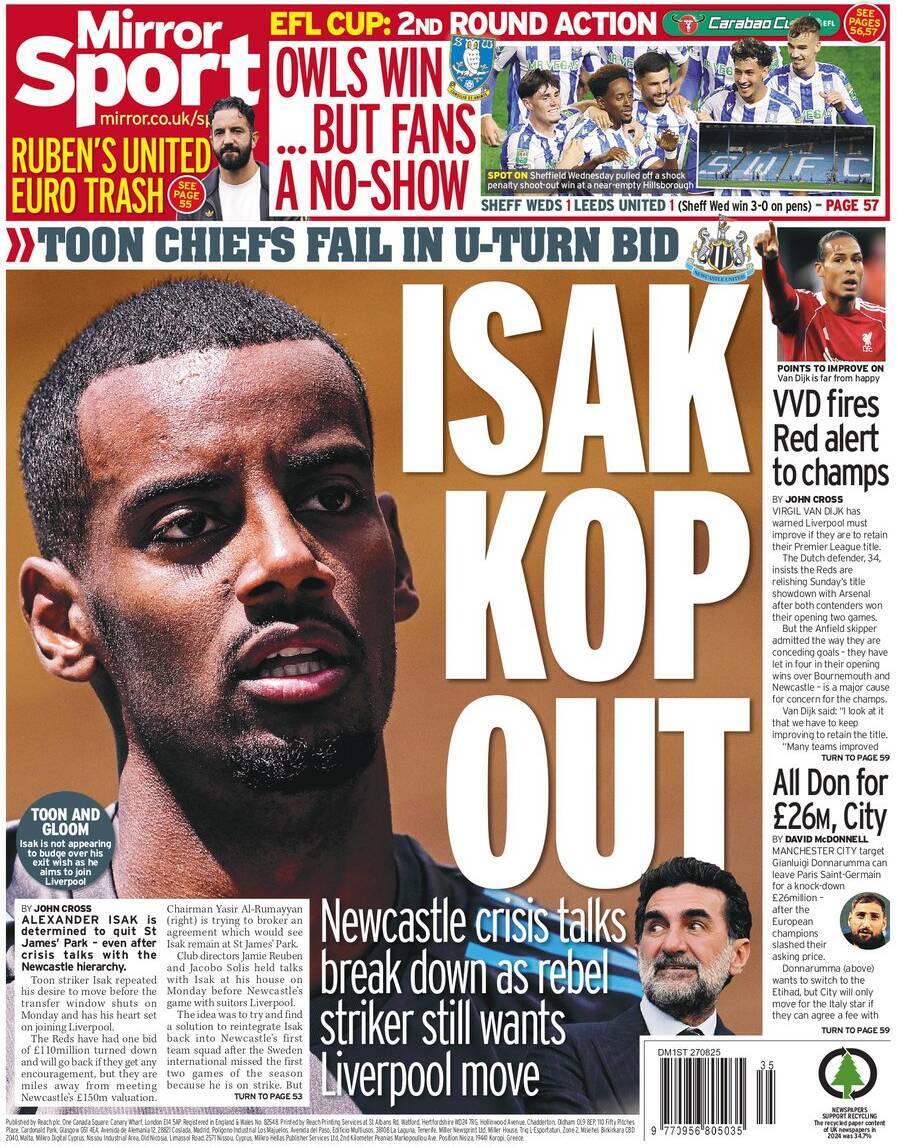 Mirror
Sport
mirror.co.uk/sp
RUBEN'S UNITED
EURO TRASH
SEE
PAGE
55
EFL CUP: 2ND ROUND ACTION
Carabao Cu
EFL
SEE
PAGES
56,57
OWLS WIN
...BUT FANS
A NO-SHOW
SPOT ON Sheffield Wednesday pulled off a shock
penalty shoot-out win at a near-empty Hillsborough
SWFC
SHEFF WEDS 1 LEEDS UNITED 1 (Sheff Wed win 3-0 on pens) – PAGE 57
TOON CHIEFS FAIL IN U-TURN BID
NEWCASTLE UNITED
ISAK
KOP
OUT
TOON AND
GLOOM
Isak is not appearing
to budge over his
exit wish as he
aims to join
Liverpool
BY JOHN CROSS
ALEXANDER ISAK is
determined to quit St
James' Park – even after
crisis talks with the
Newcastle hierarchy.
Toon striker Isak repeated
his desire to move before the
transfer window shuts on
Monday and has his heart set
on joining Liverpool.
The Reds have had one bid
of £110million turned down
and will go back if they get any
encouragement, but they are
miles away from meeting
Newcastle's £150m valuation.
Chairman Yasir Al-Rumayyan
(right) is trying to broker an
agreement which would see
Isak remain at St James' Park.
Club directors Jamie Reuben
and Jacobo Solis held talks
with Isak at his house on
Monday before Newcastle's
game with suitors Liverpool.
The idea was to try and find
a solution to reintegrate Isak
back into Newcastle's first
team squad after the Sweden
international missed the first
two games of the season
because he is on strike. But
TURN TO PAGE 53
Newcastle crisis talks
break down as rebel
striker still wants
Liverpool move
POINTS TO IMPROVE ON
Van Dijk is far from happy
VVD fires
Red alert
to champs
BY JOHN CROSS
VIRGIL VAN DIJK has
warned Liverpool must
improve if they are to retain
their Premier League title.
The Dutch defender, 34,
insists the Reds are
relishing Sunday's title
showdown with Arsenal
after both contenders won
their opening two games.
But the Anfield skipper
admitted the way they are
conceding goals – they have
let in four in their opening
wins over Bournemouth and
Newcastle – is a major cause
for concern for the champs.
Van Dijk said: "I look at it
that we have to keep
improving to retain the title.
"Many teams improved
TURN TO PAGE 59
All Don for
£26M, City
BY DAVID McDONNELL
MANCHESTER CITY target
Gianluigi Donnarumma can
leave Paris Saint-Germain
for a knock-down
£26million –
after the
European
champions
slashed their
asking price.
Donnarumma (above)
wants to switch to the
Etihad, but City will only
move for the Italy star if
they can agree a fee with
TURN TO PAGE 59
DM1ST 270825
35
9 770956 805035
NEWSPAPERS
SUPPORT RECYCLING
The recycled paper content
of UK newspapers in
2024 was 34.7%